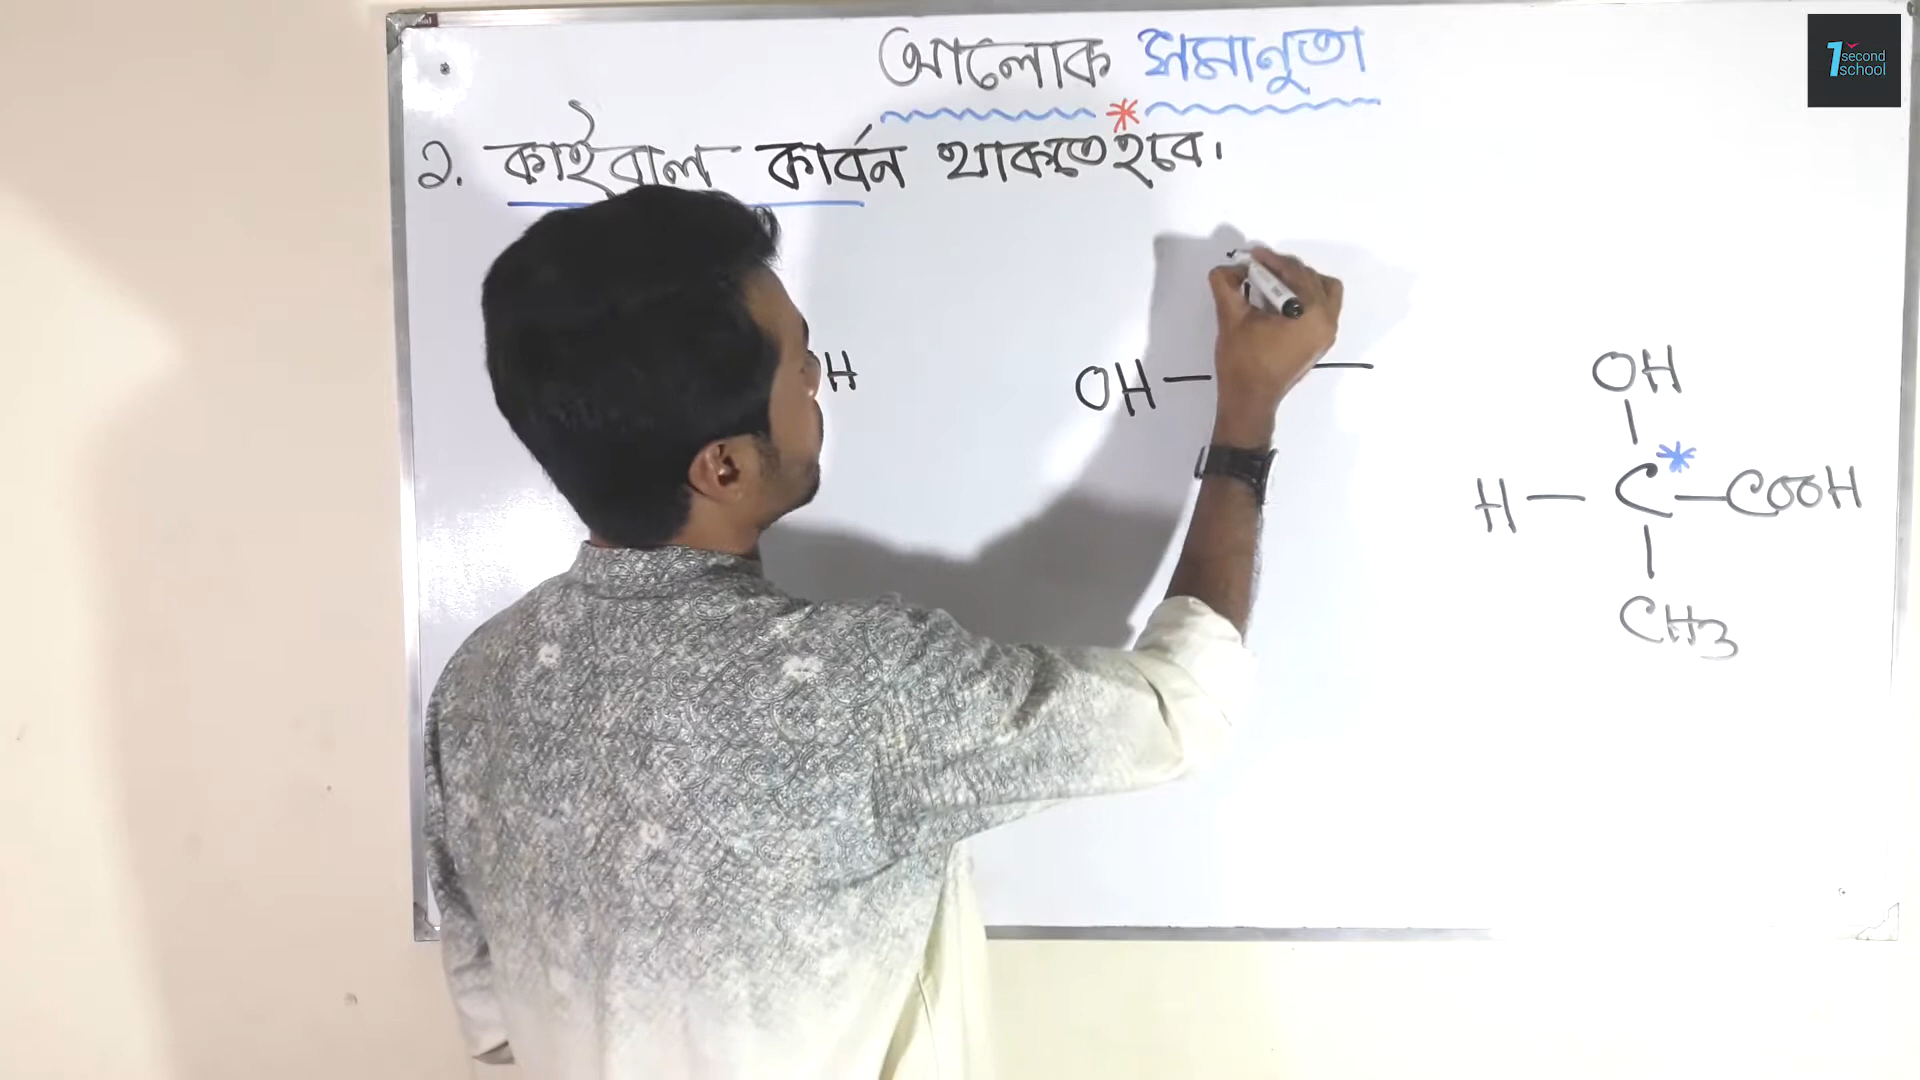 আলোক সমানুতা
*
২. কাইরাল কার্বন থাকতে হবে।
H
OH —
OH
*
H — C — COOH
CH3
1 second school